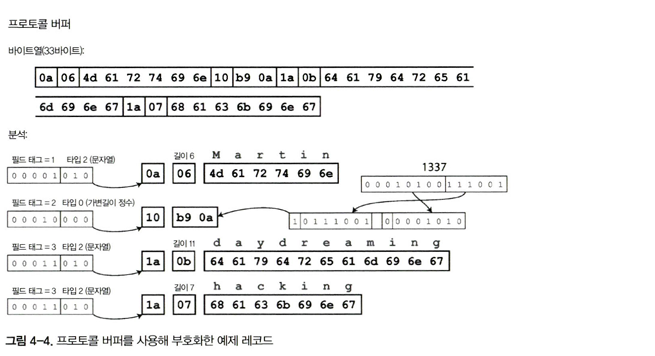 프로토콜 버퍼
바이트열(33바이트):
0a 06 4d 61 72 74 69 6e 10 b9 0a 1a 0b 64 61 79 64 72 65 61
6d 69 6e 67 1a 07 68 61 63 6b 69 6e 67
분석:
필드 태그 = 1 타입 2 (문자열) 길이 6 M a r t i n
0 0 0 0 1 0 1 0 0a 06 4d 61 72 74 69 6e
1337
0 0 0 1 0 1 0 0 1 1 1 0 0 1
필드 태그 = 2 타입 0 (가변길이 정수)
0 0 0 1 0 0 0 0 10 b9 0a 1 0 1 1 1 0 0 1 0 0 0 0 1 0 1 0
필드 태그 = 3 타입 2 (문자열) 길이 11 d a y d r e a m i n g
0 0 0 1 1 0 1 0 1a 0b 64 61 79 64 72 65 61 6d 69 6e 67
필드 태그 = 3 타입 2 (문자열) 길이 7 h a c k i n g
0 0 0 1 1 0 1 0 1a 07 68 61 63 6b 69 6e 67
그림 4-4. 프로토콜 버퍼를 사용해 부호화한 예제 레코드